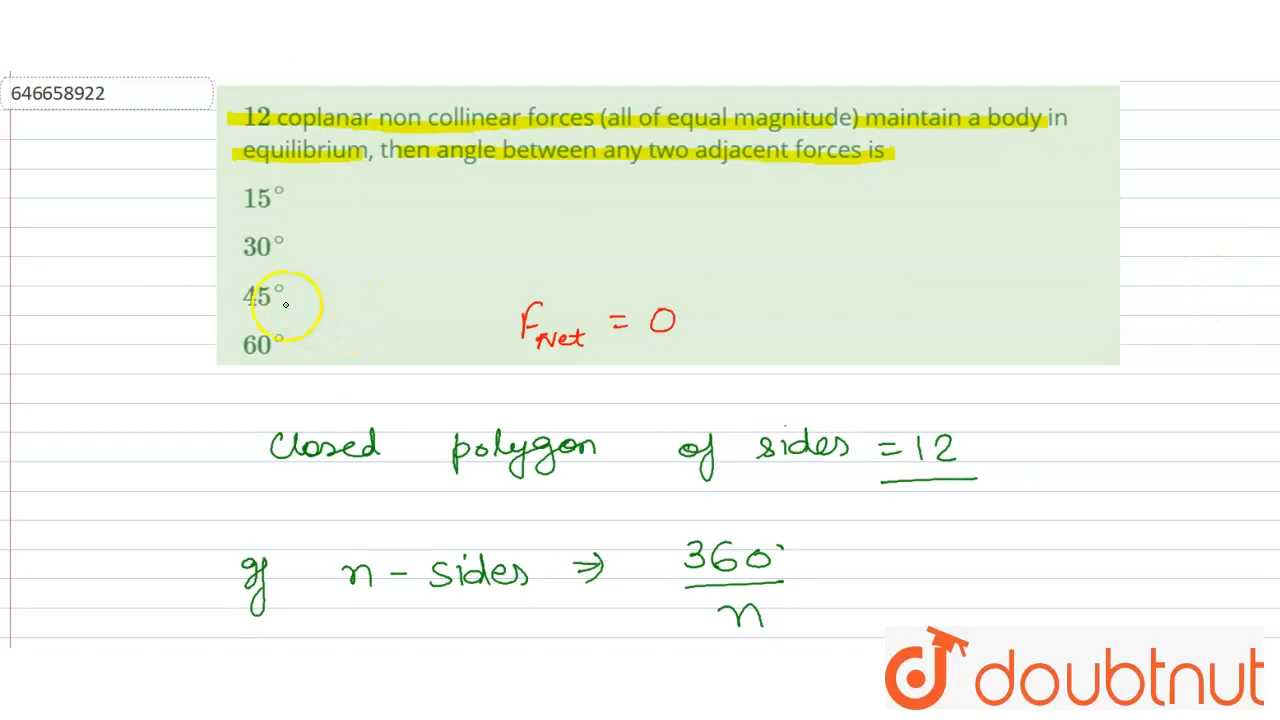 646658922
12 coplanar non collinear forces (all of equal magnitude) maintain a body in
equilibrium, then angle between any two adjacent forces is
15°
30°
45°
60°
F_Net = 0
Closed polygon of sides = 12
If n - sides ⇒ 360° / n
doubtnut